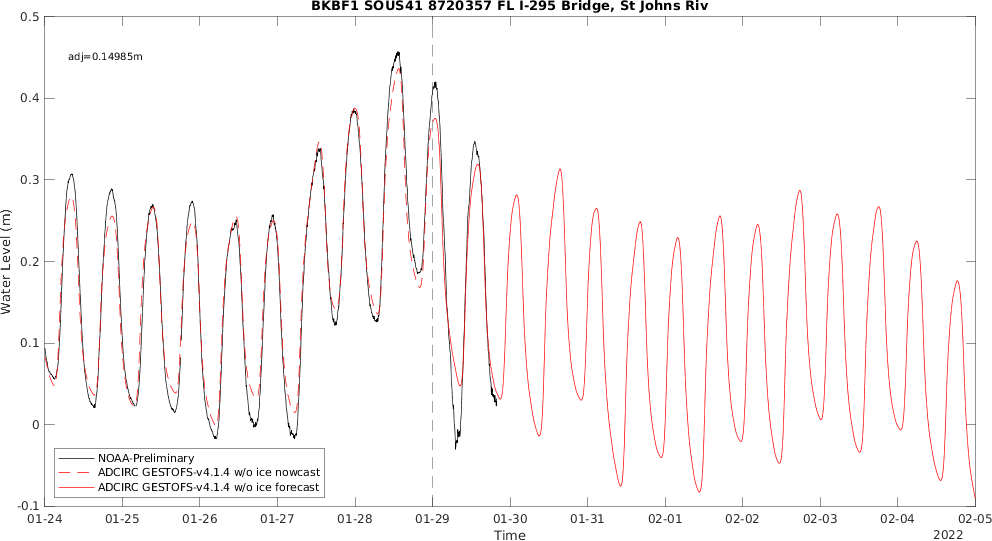 BKBF1 SOUS41 8720357 FL I-295 Bridge, St Johns Riv
adj=0.14985m
0.5
0.4
0.3
0.2
0.1
0
-0.1
Water Level (m)
NOAA-Preliminary
ADCIRC GESTOFS-v4.1.4 w/o ice nowcast
ADCIRC GESTOFS-v4.1.4 w/o ice forecast
01-24 01-25 01-26 01-27 01-28 01-29 01-30 01-31 02-01 02-02 02-03 02-04 02-05
Time
2022